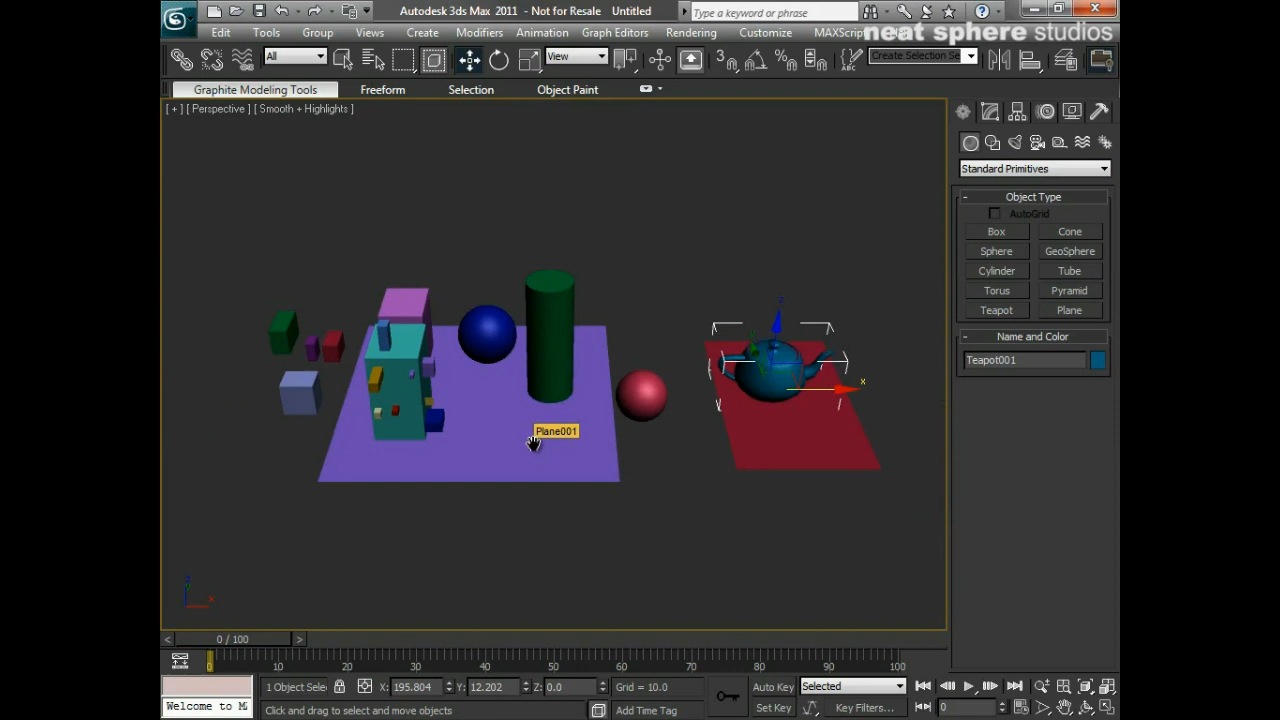 Autodesk 3ds Max 2011 - Not for Resale Untitled
Type a keyword or phrase
Edit Tools Group Views Create Modifiers Animation Graph Editors Rendering Customize MAXScript
neat sphere studios
All
View
3
Create Selection Se
Graphite Modeling Tools Freeform Selection Object Paint
[ + ] [ Perspective ] [ Smooth + Highlights ]
Standard Primitives
- Object Type
AutoGrid
Box Cone
Sphere GeoSphere
Cylinder Tube
Torus Pyramid
Teapot Plane
- Name and Color
Teapot001
z
x
Plane001
z
x
< 0 / 100 >
0 10 20 30 40 50 60 70 80 90 100
1 Object Sele X: 195.804 Y: 12.202 Z: 0.0 Grid = 10.0 Auto Key Selected
Welcome to M
Click and drag to move objects Add Time Tag Set Key Key Filters... 0